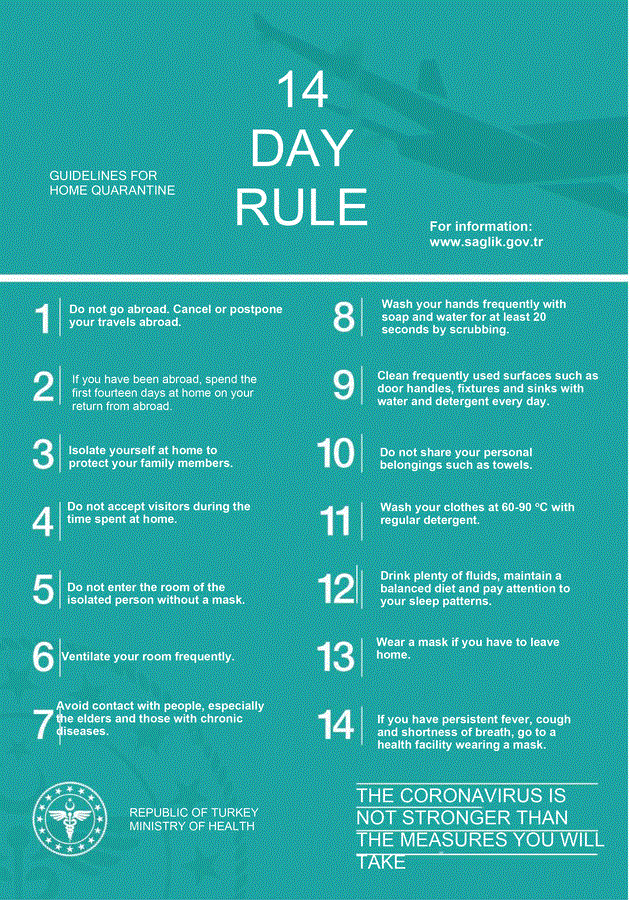 14
DAY
RULE
GUIDELINES FOR
HOME QUARANTINE
For information:
www.saglik.gov.tr
1
Do not go abroad. Cancel or postpone
your travels abroad.
2
If you have been abroad, spend the
first fourteen days at home on your
return from abroad.
3
Isolate yourself at home to
protect your family members.
4
Do not accept visitors during the
time spent at home.
5
Do not enter the room of the
isolated person without a mask.
6
Ventilate your room frequently.
7
Avoid contact with people, especially
the elders and those with chronic
diseases.
8
Wash your hands frequently with
soap and water for at least 20
seconds by scrubbing.
9
Clean frequently used surfaces such as
door handles, fixtures and sinks with
water and detergent every day.
10
Do not share your personal
belongings such as towels.
11
Wash your clothes at 60-90 ºC with
regular detergent.
12
Drink plenty of fluids, maintain a
balanced diet and pay attention to
your sleep patterns.
13
Wear a mask if you have to leave
home.
14
If you have persistent fever, cough
and shortness of breath, go to a
health facility wearing a mask.
REPUBLIC OF TURKEY
MINISTRY OF HEALTH
THE CORONAVIRUS IS
NOT STRONGER THAN
THE MEASURES YOU WILL
TAKE